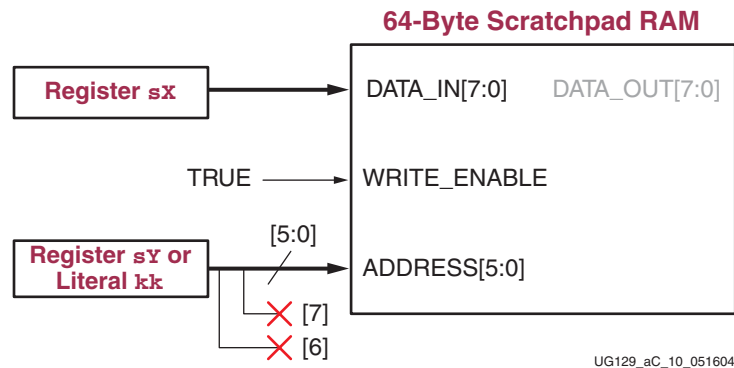 64-Byte Scratchpad RAM
Register sX
DATA_IN[7:0] DATA_OUT[7:0]
TRUE
WRITE_ENABLE
[5:0]
Register sY or
Literal kk
ADDRESS[5:0]
[7]
[6]
UG129_aC_10_051604